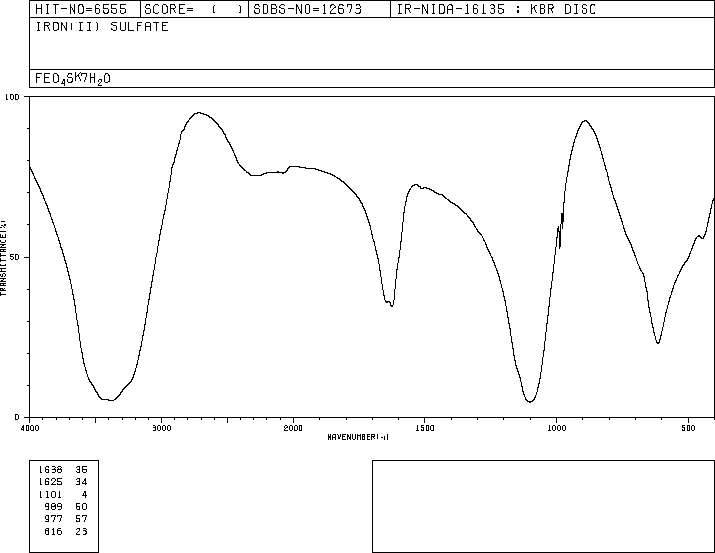 HIT-NO=6555 SCORE= ( ) SDBS-NO=12673 IR-NIDA-16135 : KBR DISC
IRON(II) SULFATE
FEO4SK7H2O
100
TRANSMITTANCE(%)
50
0
4000 3000 2000 1500 1000 500
WAVENUMBER(-1)
1638 35
1625 34
1101 4
989 60
977 57
616 23